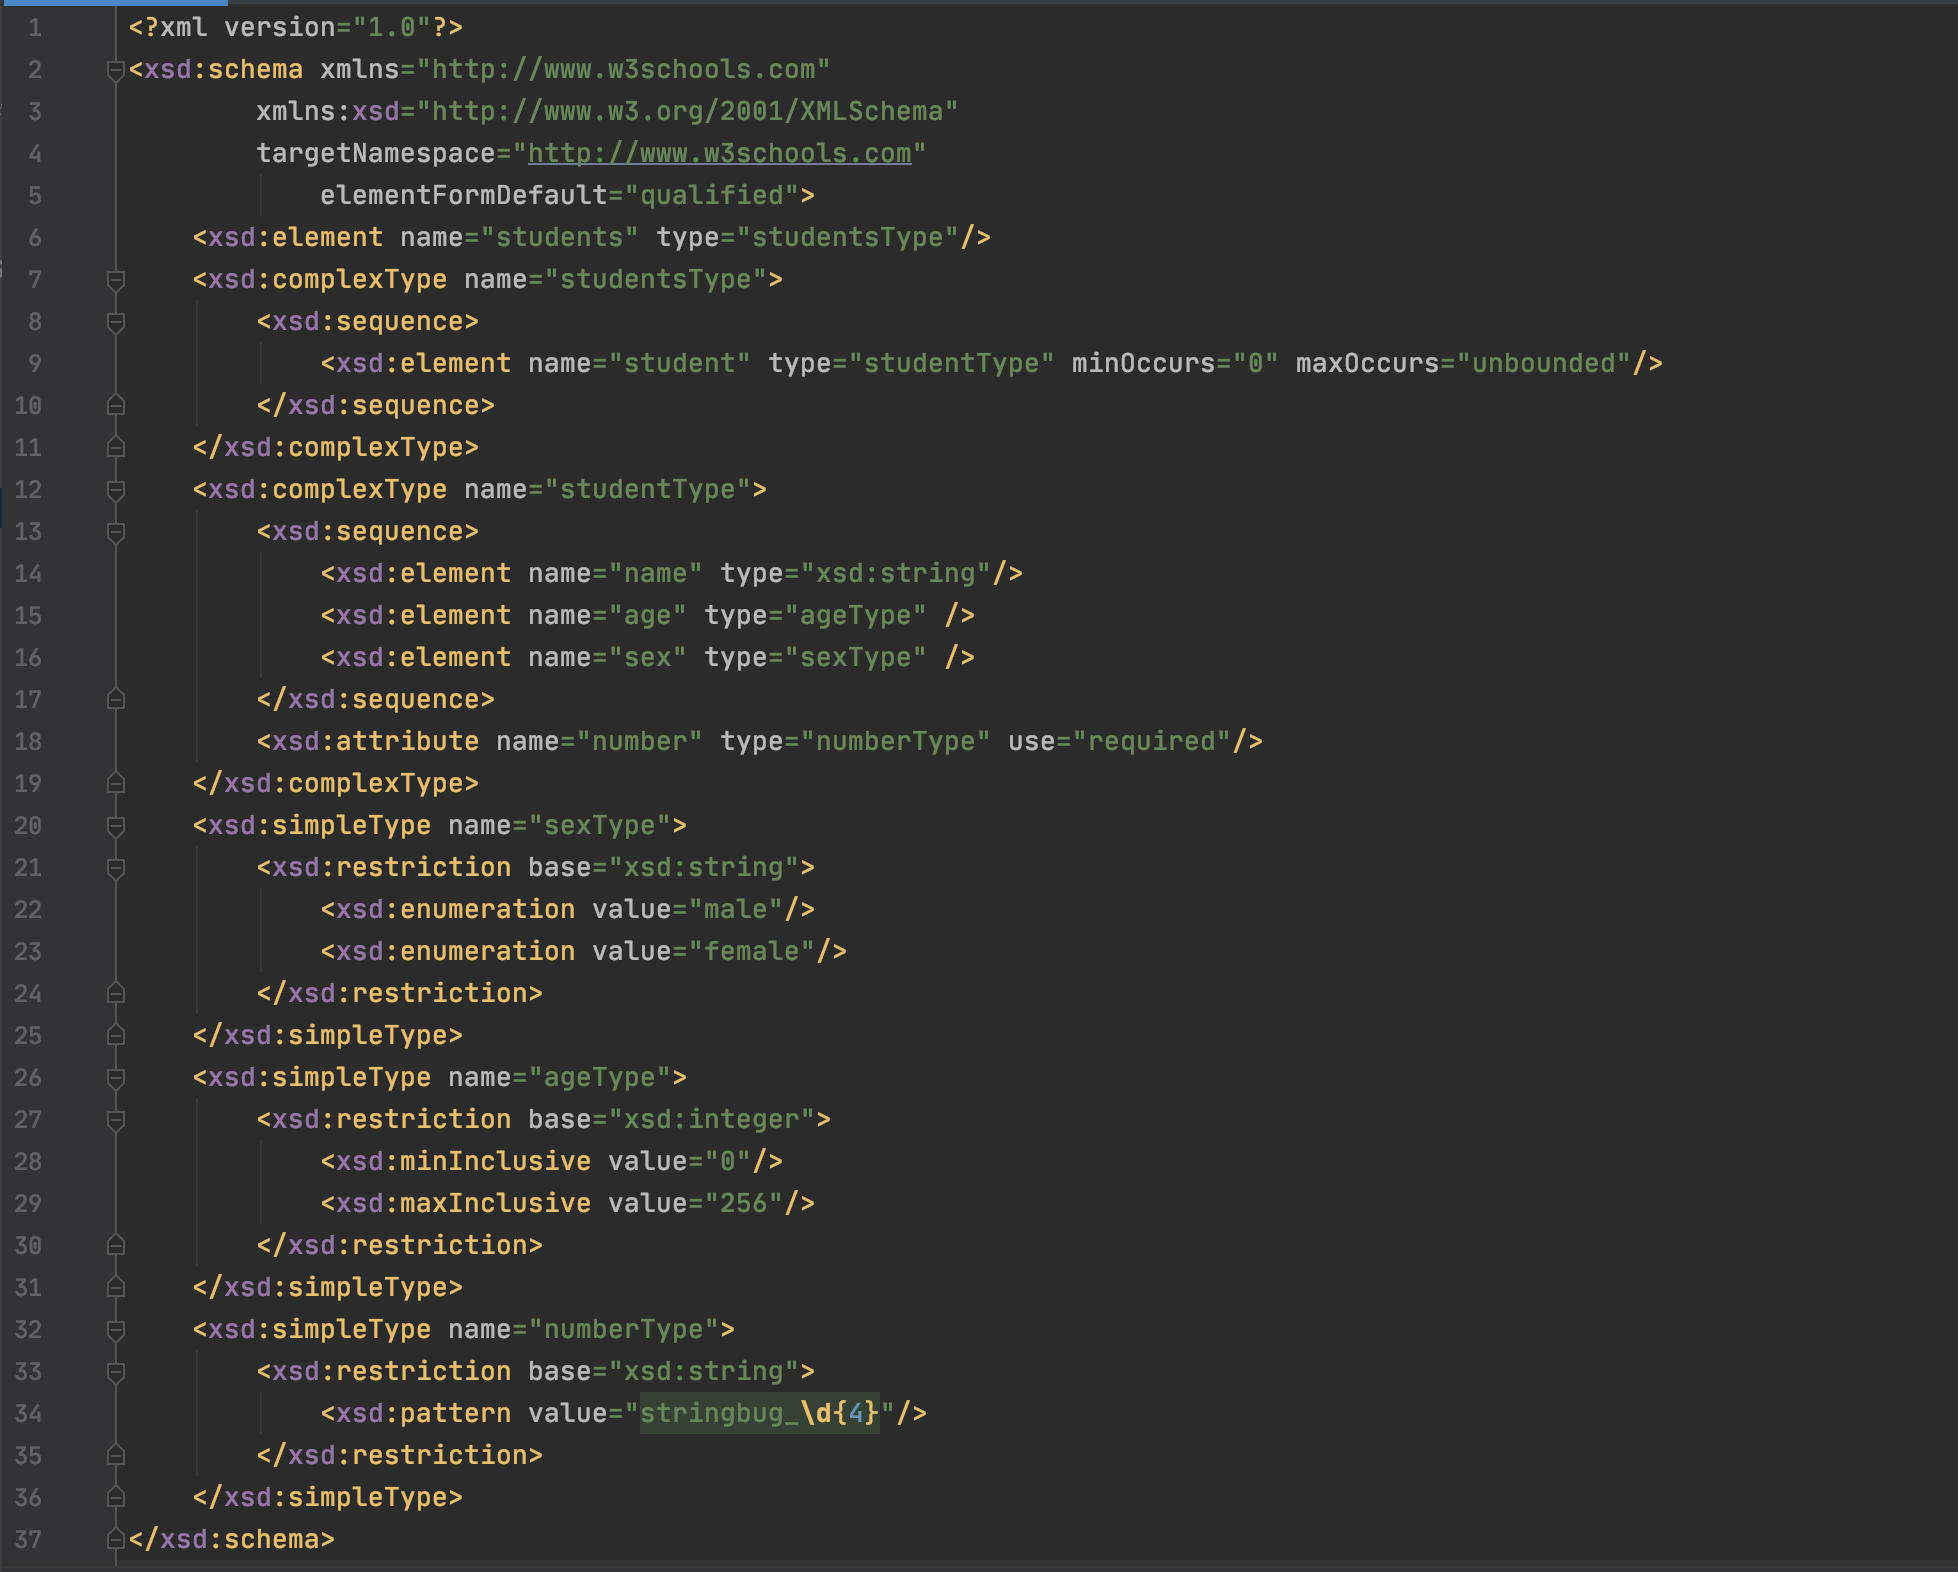 1 <?xml version="1.0"?>
2 <xsd:schema xmlns="http://www.w3schools.com"
3         xmlns:xsd="http://www.w3.org/2001/XMLSchema"
4         targetNamespace="http://www.w3schools.com"
5             elementFormDefault="qualified">
6     <xsd:element name="students" type="studentsType"/>
7     <xsd:complexType name="studentsType">
8         <xsd:sequence>
9             <xsd:element name="student" type="studentType" minOccurs="0" maxOccurs="unbounded"/>
10         </xsd:sequence>
11     </xsd:complexType>
12     <xsd:complexType name="studentType">
13         <xsd:sequence>
14             <xsd:element name="name" type="xsd:string"/>
15             <xsd:element name="age" type="ageType" />
16             <xsd:element name="sex" type="sexType" />
17         </xsd:sequence>
18         <xsd:attribute name="number" type="numberType" use="required"/>
19     </xsd:complexType>
20     <xsd:simpleType name="sexType">
21         <xsd:restriction base="xsd:string">
22             <xsd:enumeration value="male"/>
23             <xsd:enumeration value="female"/>
24         </xsd:restriction>
25     </xsd:simpleType>
26     <xsd:simpleType name="ageType">
27         <xsd:restriction base="xsd:integer">
28             <xsd:minInclusive value="0"/>
29             <xsd:maxInclusive value="256"/>
30         </xsd:restriction>
31     </xsd:simpleType>
32     <xsd:simpleType name="numberType">
33         <xsd:restriction base="xsd:string">
34             <xsd:pattern value="stringbug_\d{4}"/>
35         </xsd:restriction>
36     </xsd:simpleType>
37 </xsd:schema>